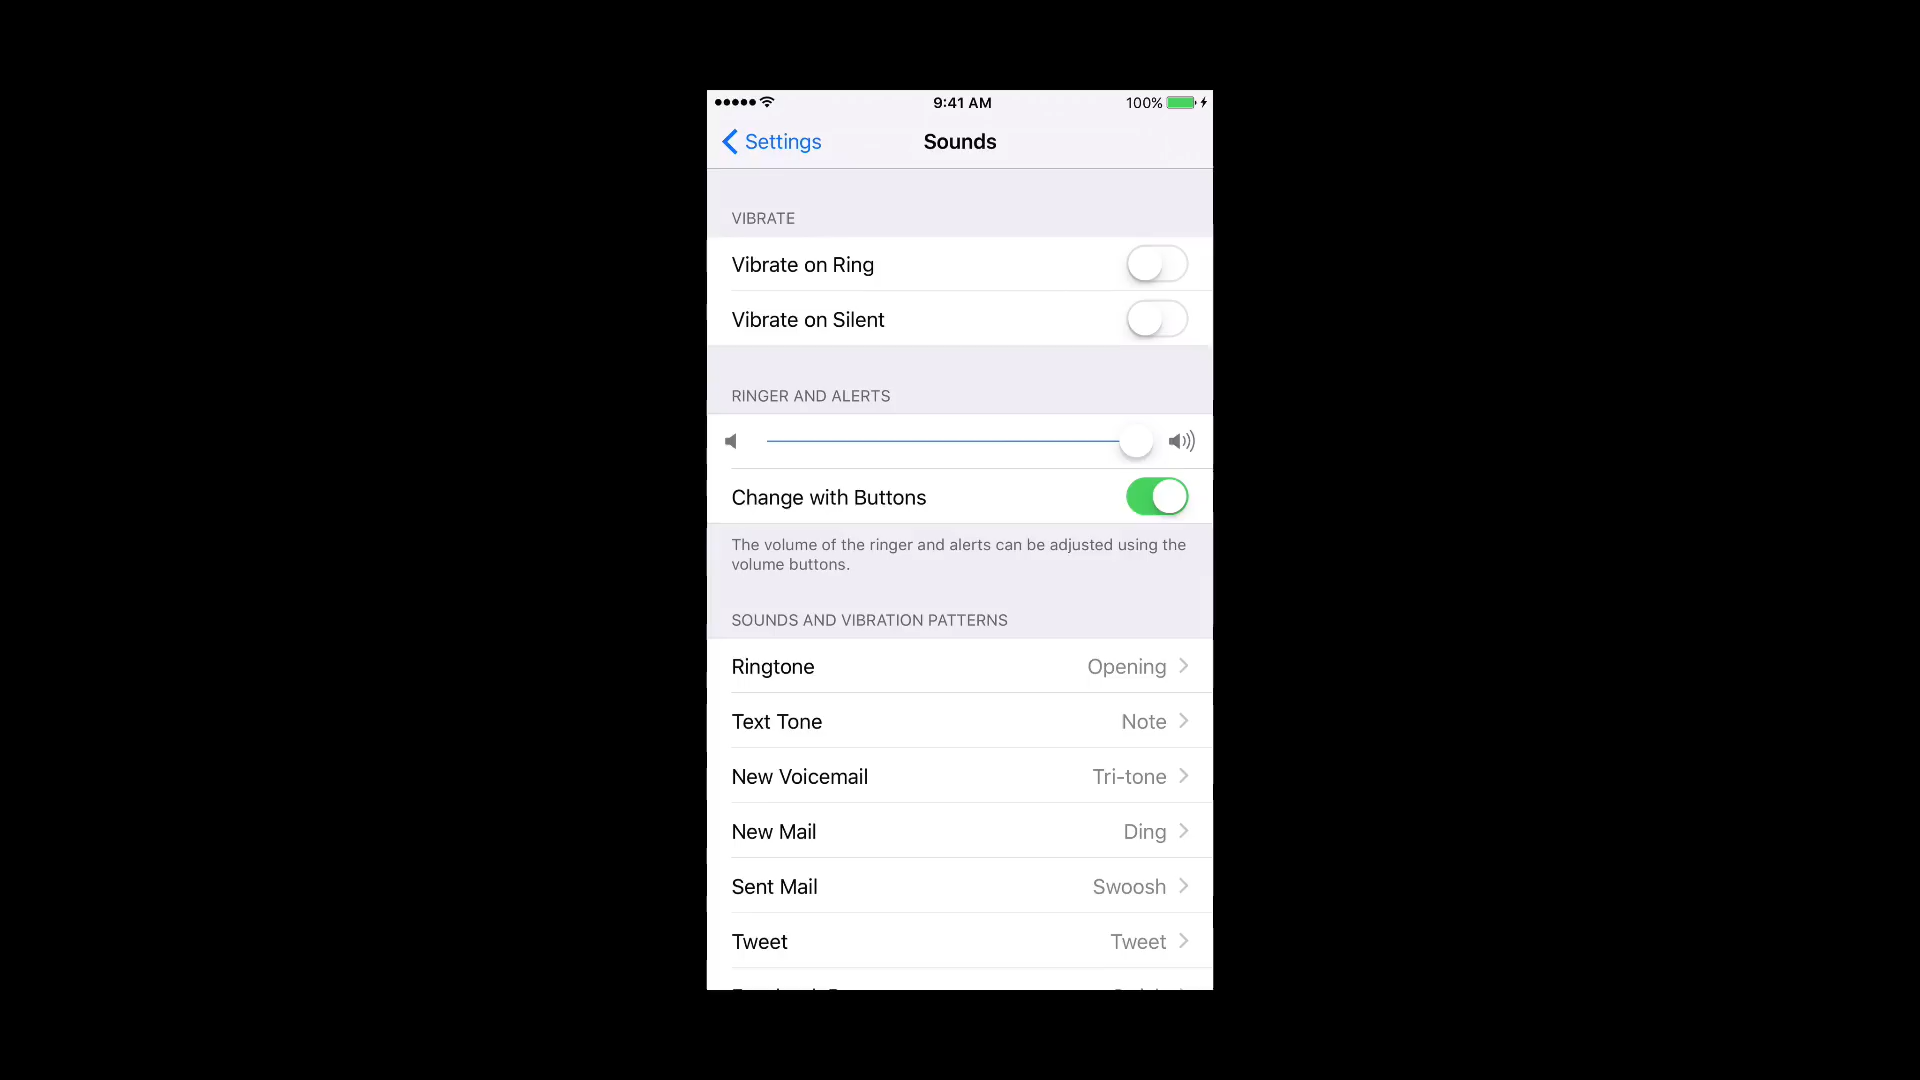 9:41 AM
100%
Settings
Sounds
VIBRATE
Vibrate on Ring
Vibrate on Silent
RINGER AND ALERTS
Change with Buttons
The volume of the ringer and alerts can be adjusted using the
volume buttons.
SOUNDS AND VIBRATION PATTERNS
Ringtone Opening
Text Tone Note
New Voicemail Tri-tone
New Mail Ding
Sent Mail Swoosh
Tweet Tweet